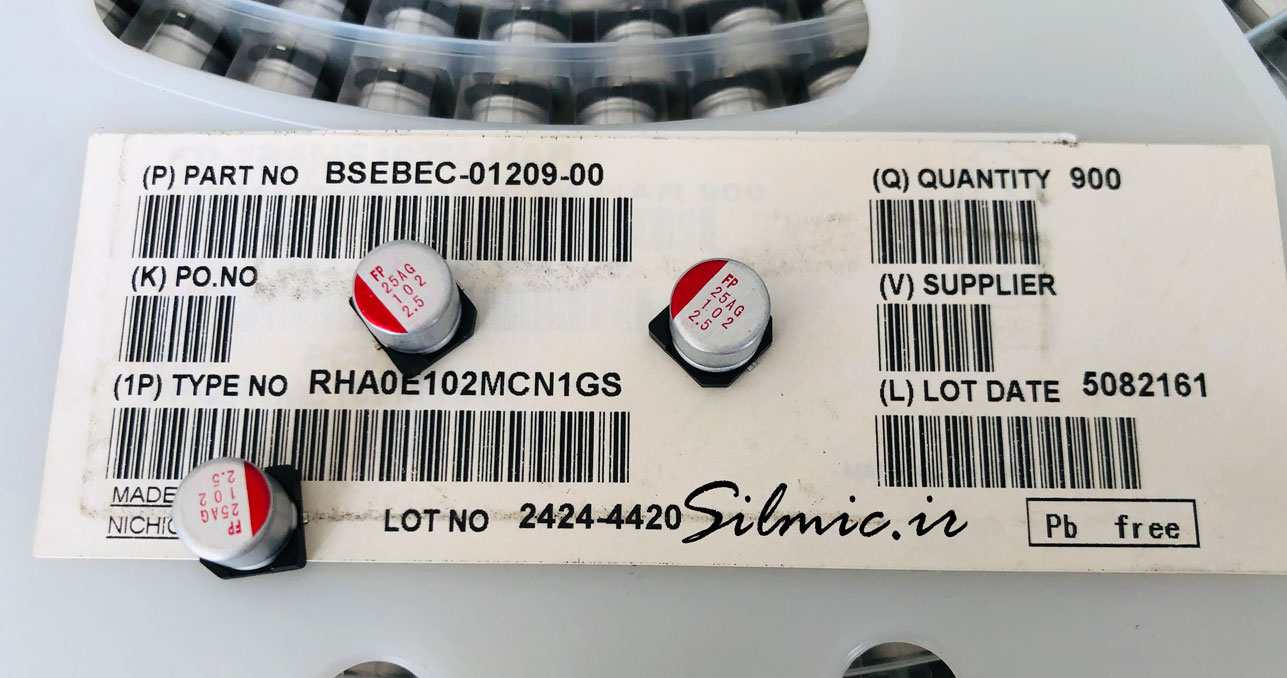 (P) PART NO BSEBEC-01209-00
(Q) QUANTITY 900
(K) PO.NO
(V) SUPPLIER
FP
25AG
102
2.5
FP
25AG
102
2.5
(1P) TYPE NO RHA0E102MCN1GS
(L) LOT DATE 5082161
FP
25AG
102
2.5
MADE
LOT NO 2424-4420
Silmic.ir
Pb free